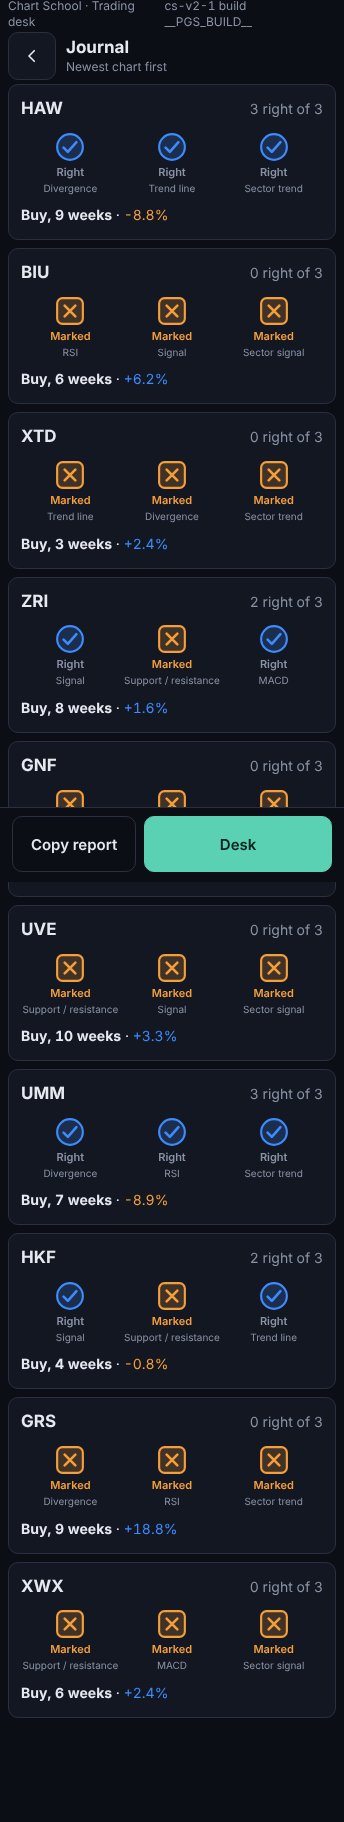 Chart School · Trading desk
cs-v2-1 build __PGS_BUILD__
Journal
Newest chart first
HAW
3 right of 3
Right Right Right
Divergence Trend line Sector trend
Buy, 9 weeks · -8.8%
BIU
0 right of 3
Marked Marked Marked
RSI Signal Sector signal
Buy, 6 weeks · +6.2%
XTD
0 right of 3
Marked Marked Marked
Trend line Divergence Sector trend
Buy, 3 weeks · +2.4%
ZRI
2 right of 3
Right Marked Right
Signal Support / resistance MACD
Buy, 8 weeks · +1.6%
GNF
0 right of 3
Copy report
Desk
UVE
0 right of 3
Marked Marked Marked
Support / resistance Signal Sector signal
Buy, 10 weeks · +3.3%
UMM
3 right of 3
Right Right Right
Divergence RSI Sector trend
Buy, 7 weeks · -8.9%
HKF
2 right of 3
Right Marked Right
Signal Support / resistance Trend line
Buy, 4 weeks · -0.8%
GRS
0 right of 3
Marked Marked Marked
Divergence RSI Sector trend
Buy, 9 weeks · +18.8%
XWX
0 right of 3
Marked Marked Marked
Support / resistance MACD Sector signal
Buy, 6 weeks · +2.4%